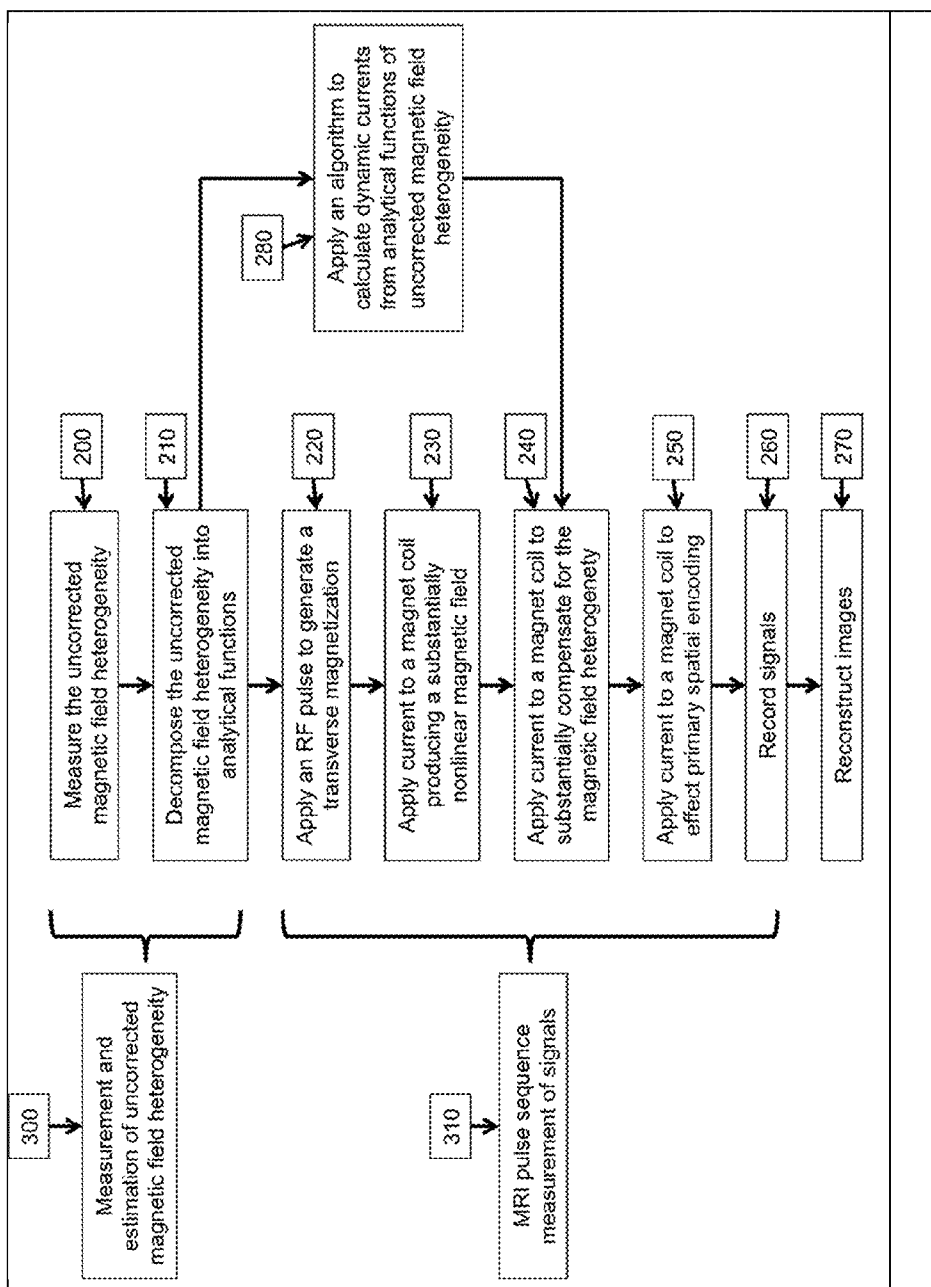 300
Measurement and
estimation of uncorrected
magnetic field heterogeneity
310
MRI pulse sequence
measurement of signals
Measure the uncorrected
magnetic field heterogeneity
200
Decompose the uncorrected
magnetic field heterogeneity into
analytical functions
210
Apply an RF pulse to generate a
transverse magnetization
220
Apply current to a magnet coil
producing a substantially
nonlinear magnetic field
230
Apply current to a magnet coil to
substantially compensate for the
magnetic field heterogenety
240
Apply current to a magnet coil to
effect primary spatial encoding
250
Record signals
260
Reconstruct images
270
280
Apply an algorithm to
calculate dynamic currents
from analytical functions of
uncorrected magnetic field
heterogeneity